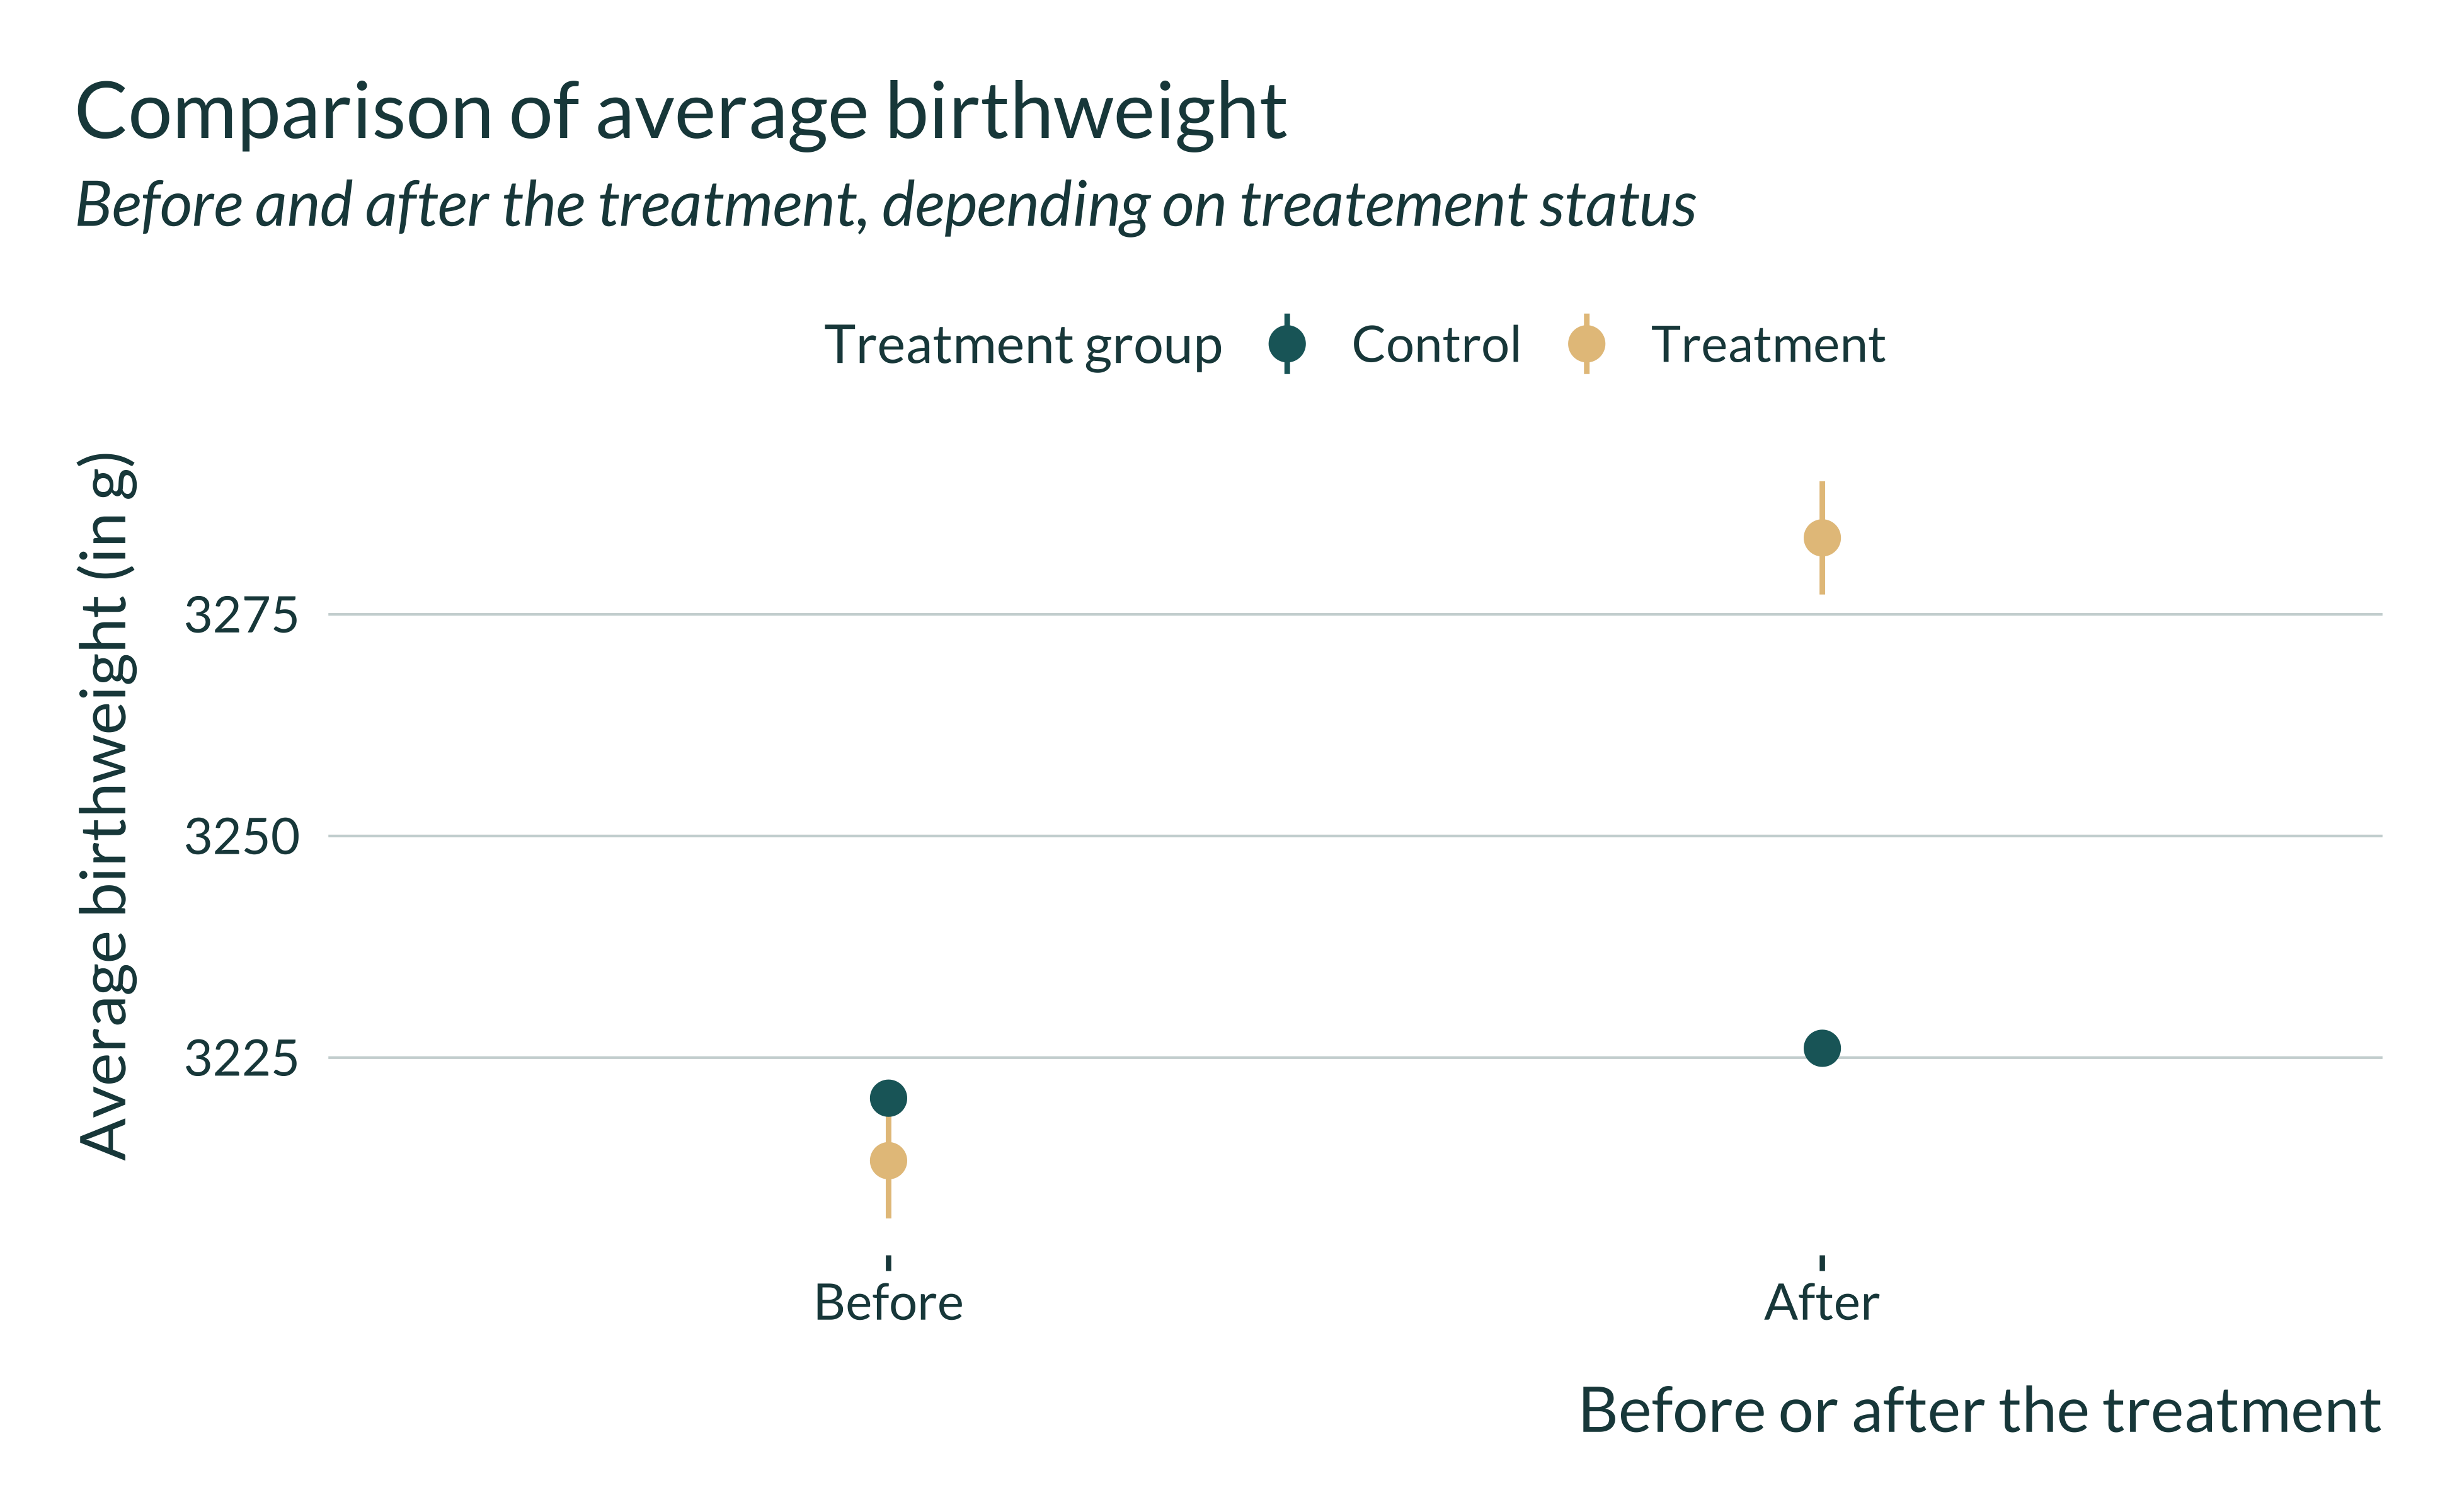 Comparison of average birthweight
Before and after the treatment, depending on treatement status
Treatment group Control Treatment
Average birthweight (in g)
3275
3250
3225
Before After
Before or after the treatment